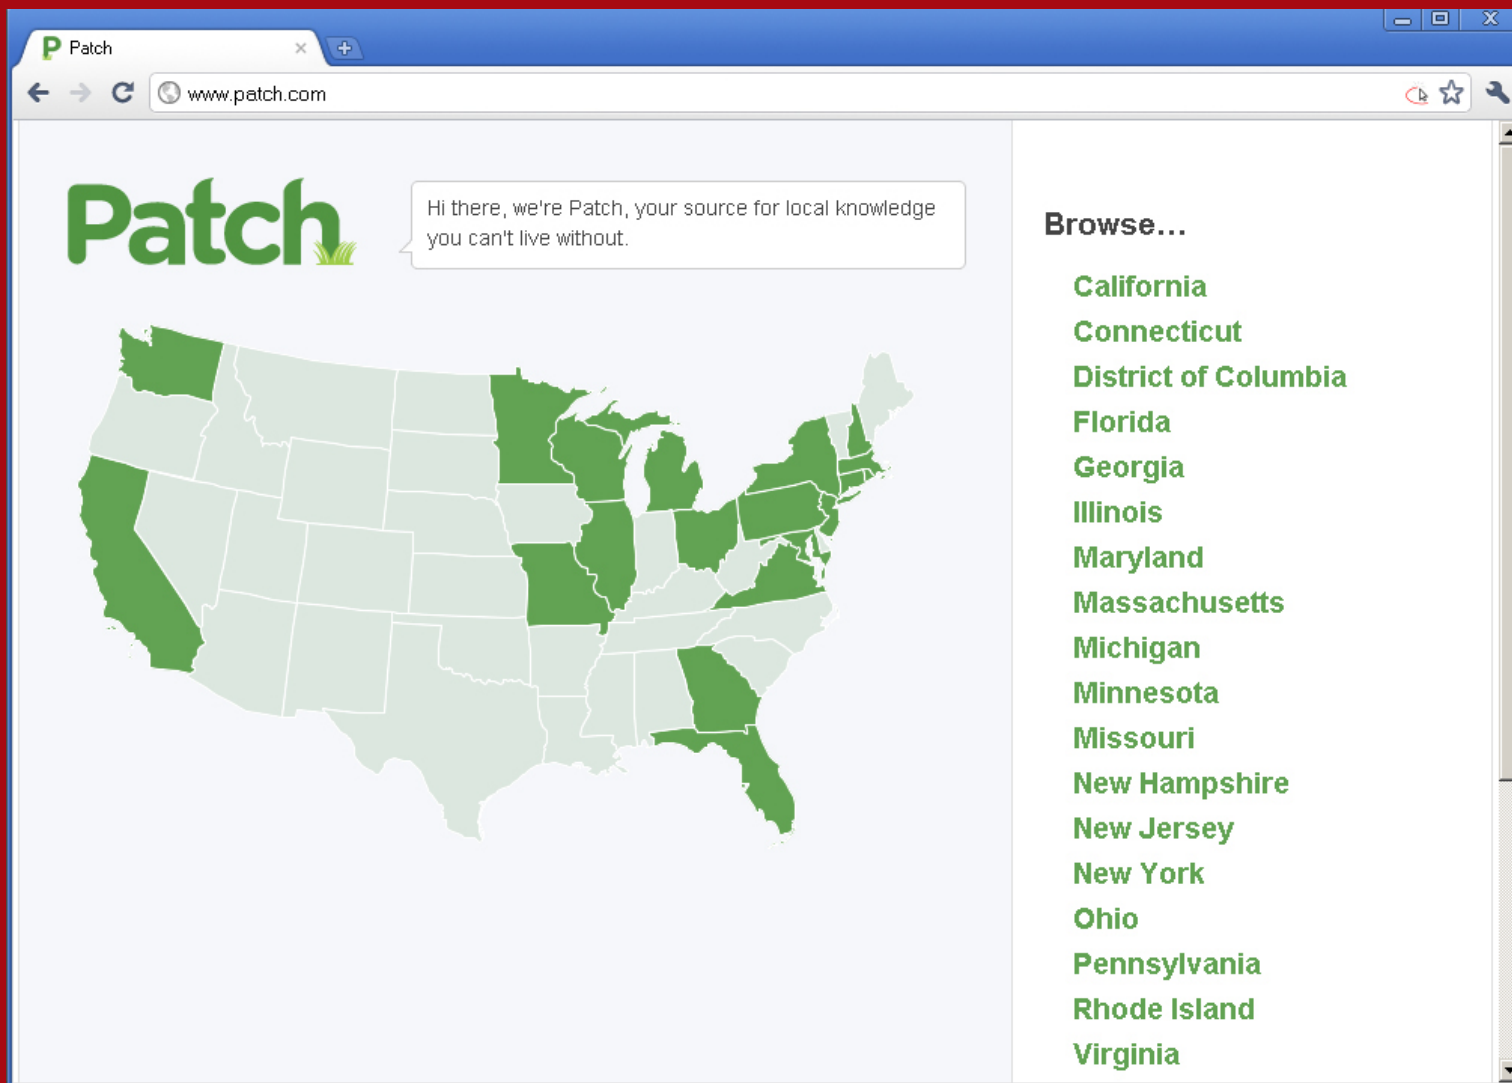 Patch
www.patch.com
Patch
Hi there, we're Patch, your source for local knowledge
you can't live without.
Browse...
California
Connecticut
District of Columbia
Florida
Georgia
Illinois
Maryland
Massachusetts
Michigan
Minnesota
Missouri
New Hampshire
New Jersey
New York
Ohio
Pennsylvania
Rhode Island
Virginia